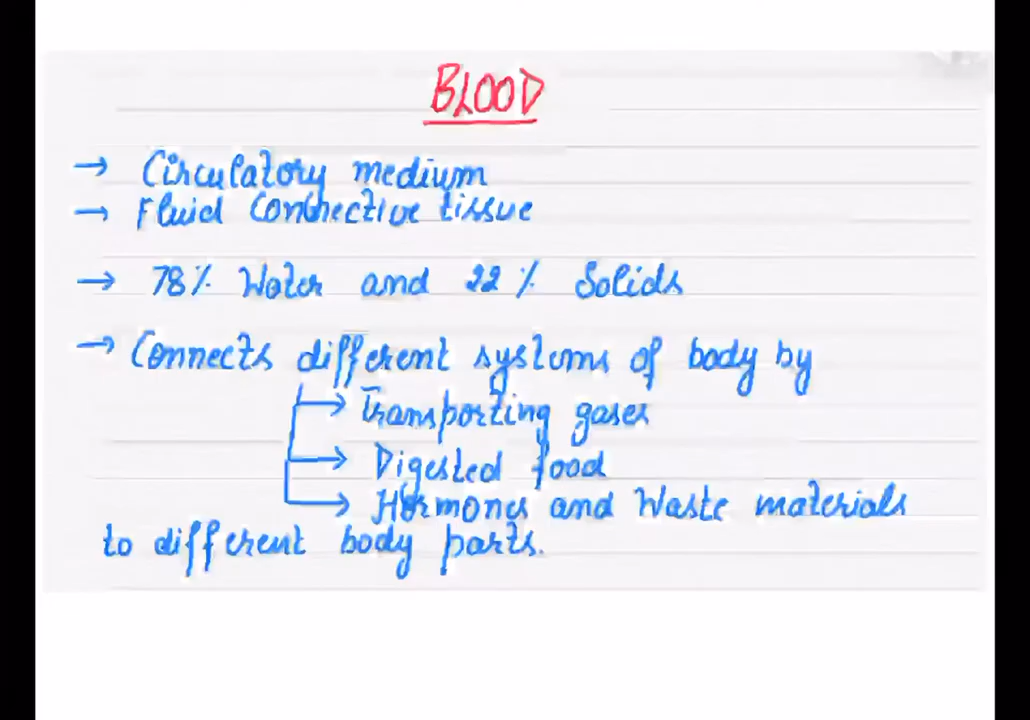 BLOOD
→ Circulatory medium
→ Fluid Connective tissue
→ 78% Water and 22% Solids
→ Connects different systems of body by
→ Transporting gases
→ Digested food
→ Hormones and Waste materials
to different body parts.